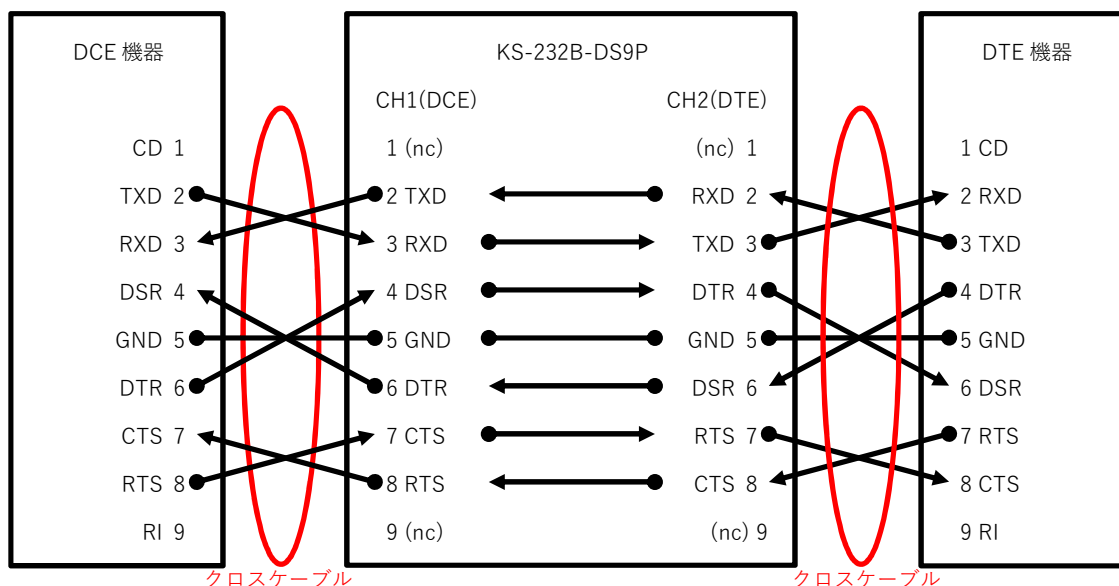 DCE 機器 KS-232B-DS9P DTE 機器
CH1(DCE) CH2(DTE)
CD 1 1 (nc) (nc) 1 1 CD
TXD 2 2 TXD RXD 2 2 RXD
RXD 3 3 RXD TXD 3 3 TXD
DSR 4 4 DSR DTR 4 4 DTR
GND 5 5 GND GND 5 5 GND
DTR 6 6 DTR DSR 6 6 DSR
CTS 7 7 CTS RTS 7 7 RTS
RTS 8 8 RTS CTS 8 8 CTS
RI 9 9 (nc) (nc) 9 9 RI
クロスケーブル クロスケーブル